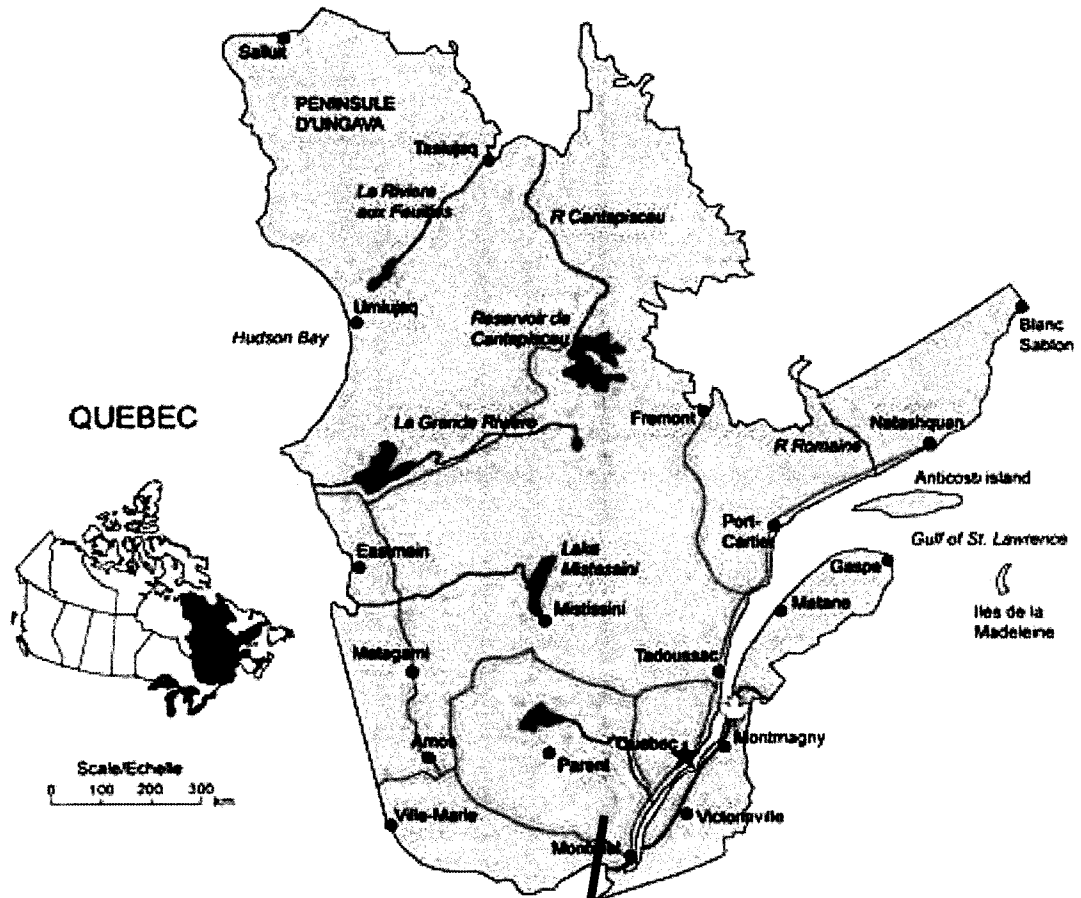 Salluit
PENINSULE
D'UNGAVA
Tasiujaq
La Riviere
aux Feuilles
R Caniapiscau
Umiujaq
Hudson Bay
Reservoir de
Caniapiscau
Blanc
Sablon
QUEBEC
La Grande Riviere
Fremont
Natashquan
R Romaine
Anticosti island
Port-
Cartier
Gulf of St. Lawrence
Eastmain
Lake
Mistassini
Gaspe
Matane
Iles de la
Madeleine
Mistissini
Matagami
Tadoussac
Quebec
Montmagny
Amos
Parent
Scale/Echelle
0 100 200 300
km
Ville-Marie
Victoriaville
Montreal